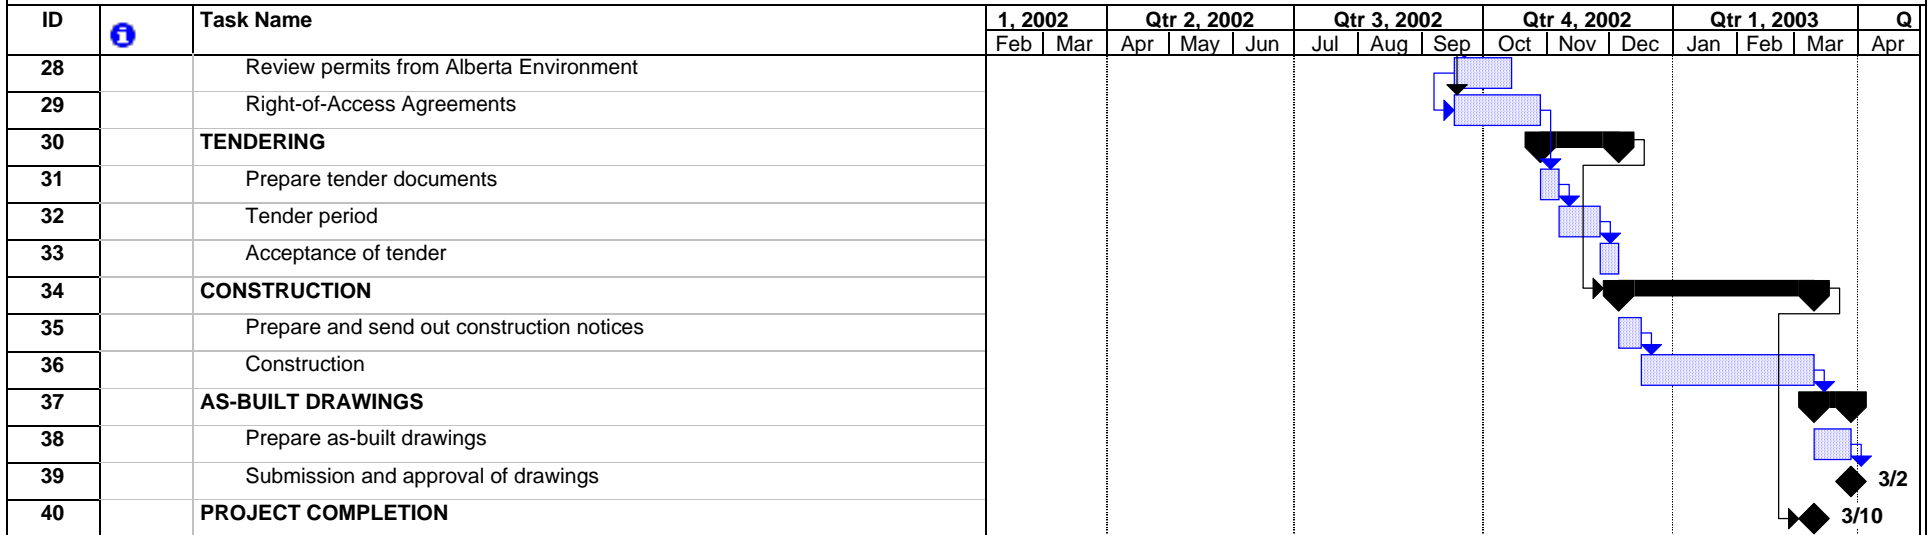 ID Task Name 1, 2002 Qtr 2, 2002 Qtr 3, 2002 Qtr 4, 2002 Qtr 1, 2003 Q
i Feb Mar Apr May Jun Jul Aug Sep Oct Nov Dec Jan Feb Mar Apr
28 Review permits from Alberta Environment
29 Right-of-Access Agreements
30 TENDERING
31 Prepare tender documents
32 Tender period
33 Acceptance of tender
34 CONSTRUCTION
35 Prepare and send out construction notices
36 Construction
37 AS-BUILT DRAWINGS
38 Prepare as-built drawings
39 Submission and approval of drawings 3/2
40 PROJECT COMPLETION 3/10